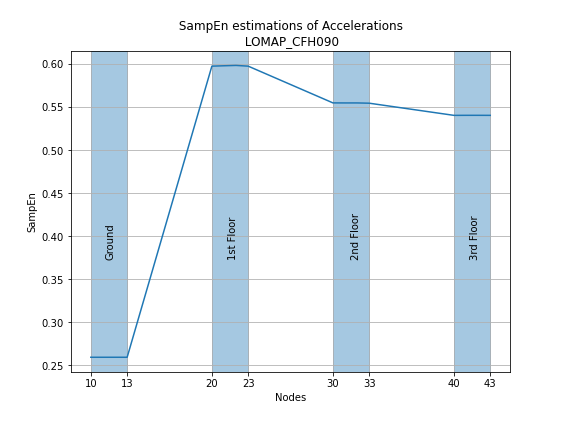 SampEn estimations of Accelerations
LOMAP_CFH090
0.60
0.55
0.50
0.45
0.40
0.35
0.30
0.25
SampEn
Ground
1st Floor
2nd Floor
3rd Floor
10 13 20 23 30 33 40 43
Nodes